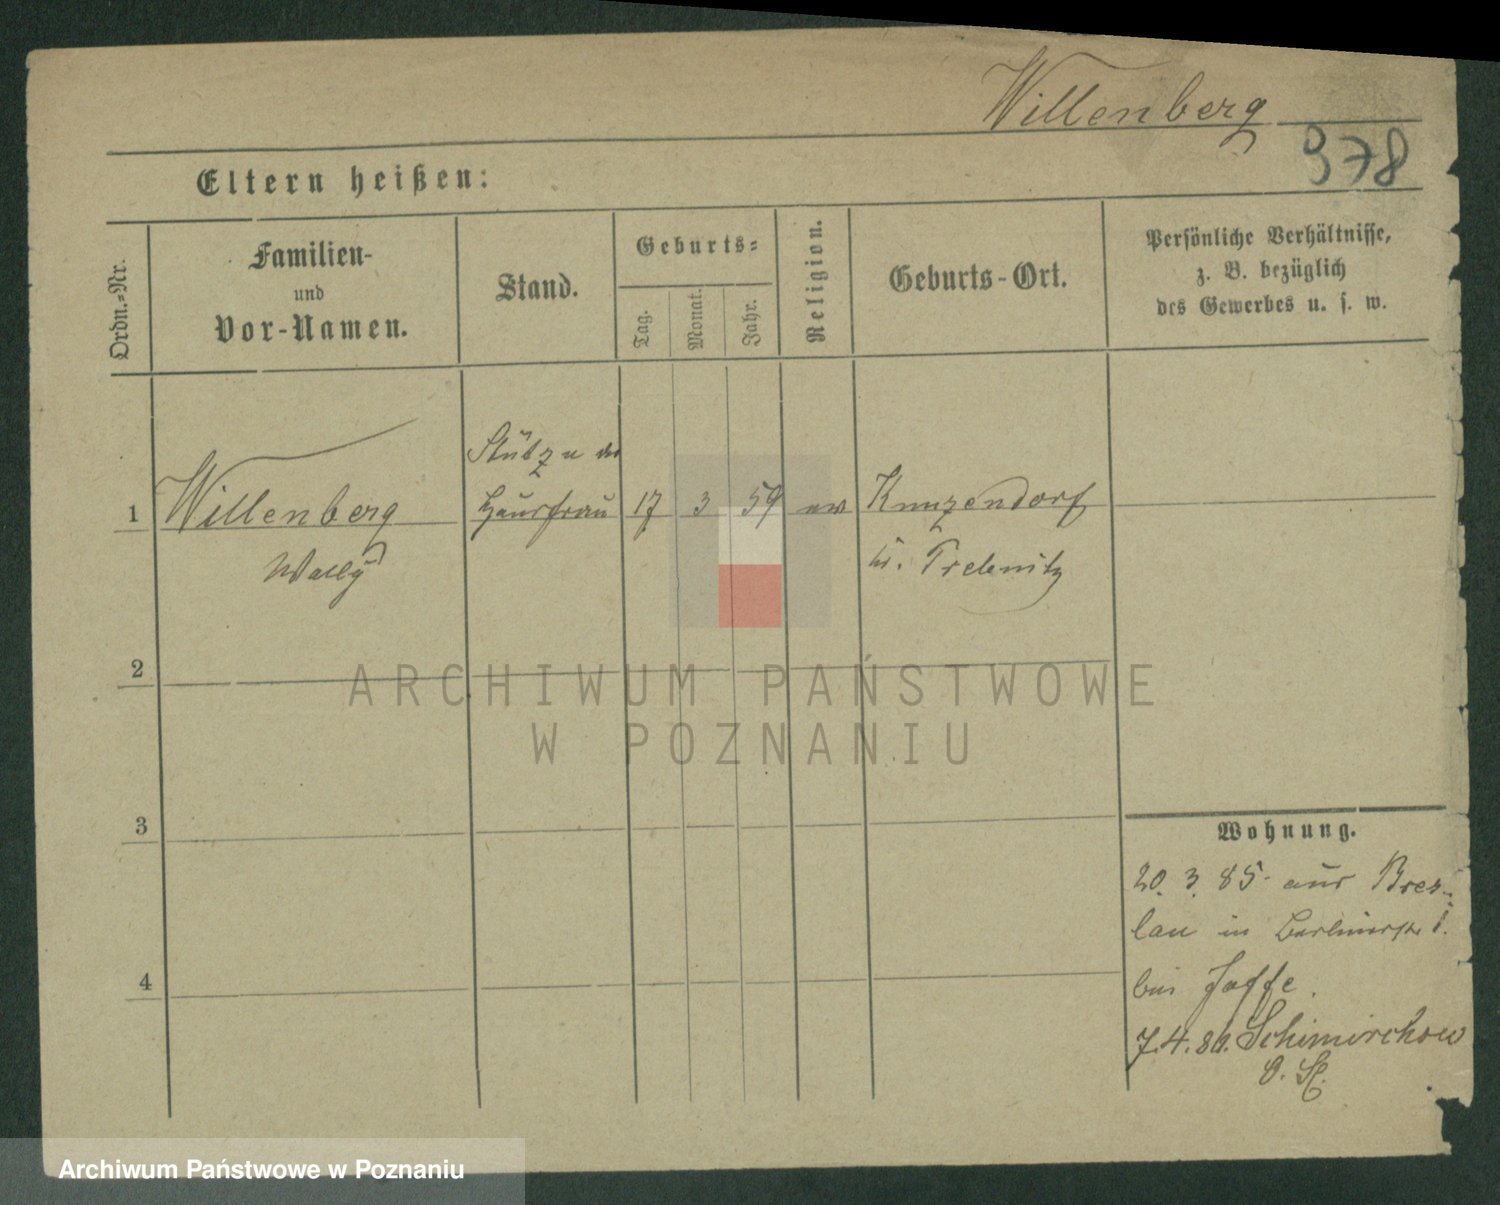 Willenberg
378
Eltern heißen:
Ordn.=Nr.
Familien-
und
Vor-Namen.
Stand.
Geburts=
Tag.
Monat.
Jahr.
Religion.
Geburts-Ort.
Persönliche Verhältnisse,
z. B. bezüglich
des Gewerbes u. s. w.
1
Willenberg
Wally
Stütze der
Hausfrau
17
3
59
ev
Kunzendorf
Kr. Trebnitz
2
3
4
Wohnung.
20. 3. 85 aus Bres-
lau in Berlinerstr 1.
bei Jaffe.
7.4. Schimirchow
O. S.
ARCHIWUM PAŃSTWOWE
W POZNANIU
Archiwum Państwowe w Poznaniu